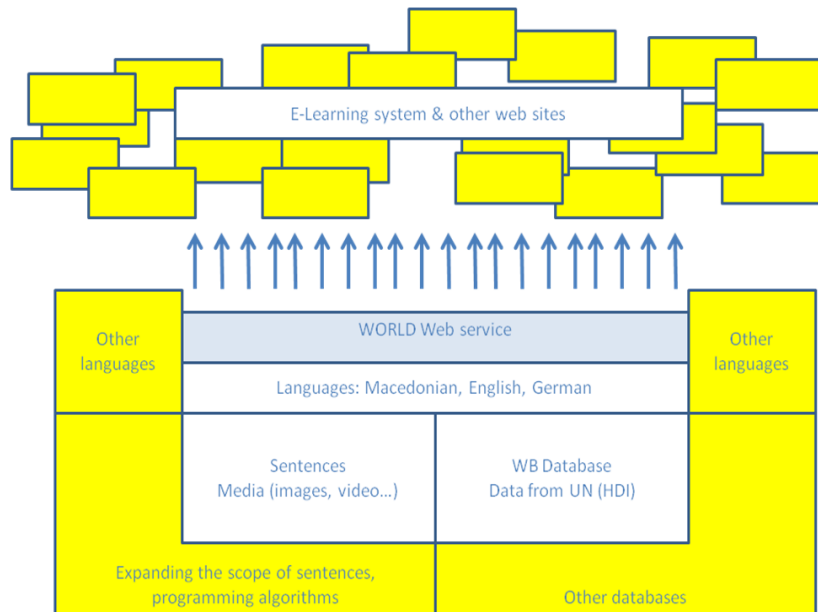 E-Learning system & other web sites
WORLD Web service
Other
languages
Other
languages
Languages: Macedonian, English, German
Sentences
Media (images, video...)
WB Database
Data from UN (HDI)
Expanding the scope of sentences,
programming algorithms
Other databases